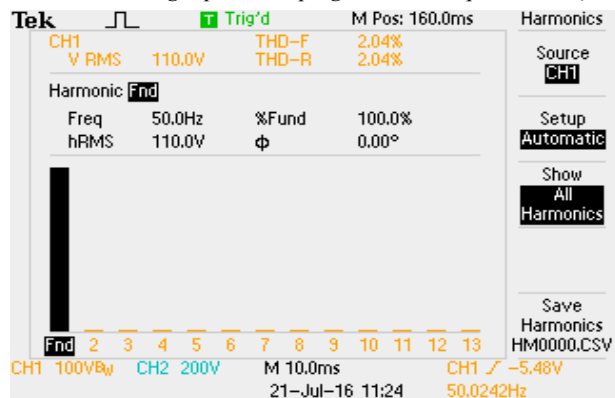 Tek Trig'd M Pos: 160.0ms Harmonics
CH1 THD-F 2.04%
V RMS 110.0V THD-R 2.04%
Source
CH1
Harmonic Fnd
Freq 50.0Hz %Fund 100.0%
hRMS 110.0V Φ 0.00°
Setup
Automatic
Show
All
Harmonics
Save
Harmonics
HM0000.CSV
Fnd 2 3 4 5 6 7 8 9 10 11 12 13
CH1 100VBw CH2 200V M 10.0ms CH1 -5.48V
21-Jul-16 11:24 50.0242Hz